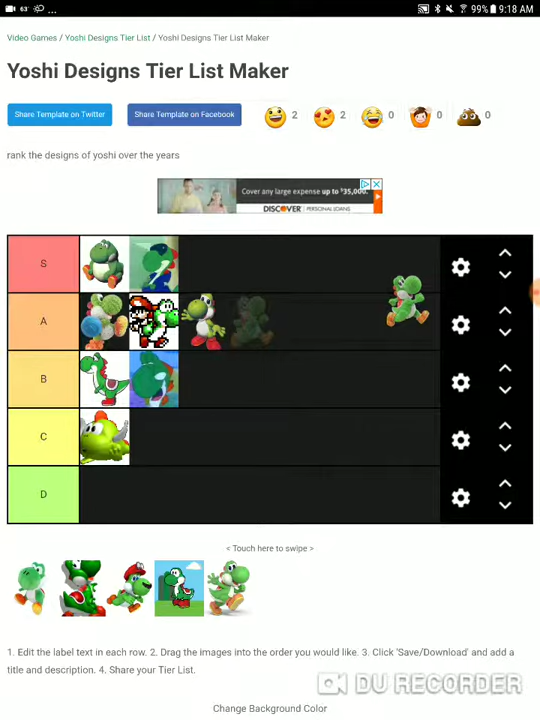 63° ... 99% 9:18 AM
Video Games / Yoshi Designs Tier List / Yoshi Designs Tier List Maker
Yoshi Designs Tier List Maker
Share Template on Twitter Share Template on Facebook 2 2 0 0 0
rank the designs of yoshi over the years
Cover any large expense up to $35,000.
DISCOVER PERSONAL LOANS
S
A
B
C
D
< Touch here to swipe >
1. Edit the label text in each row. 2. Drag the images into the order you would like. 3. Click 'Save/Download' and add a
title and description. 4. Share your Tier List.
DU RECORDER
Change Background Color